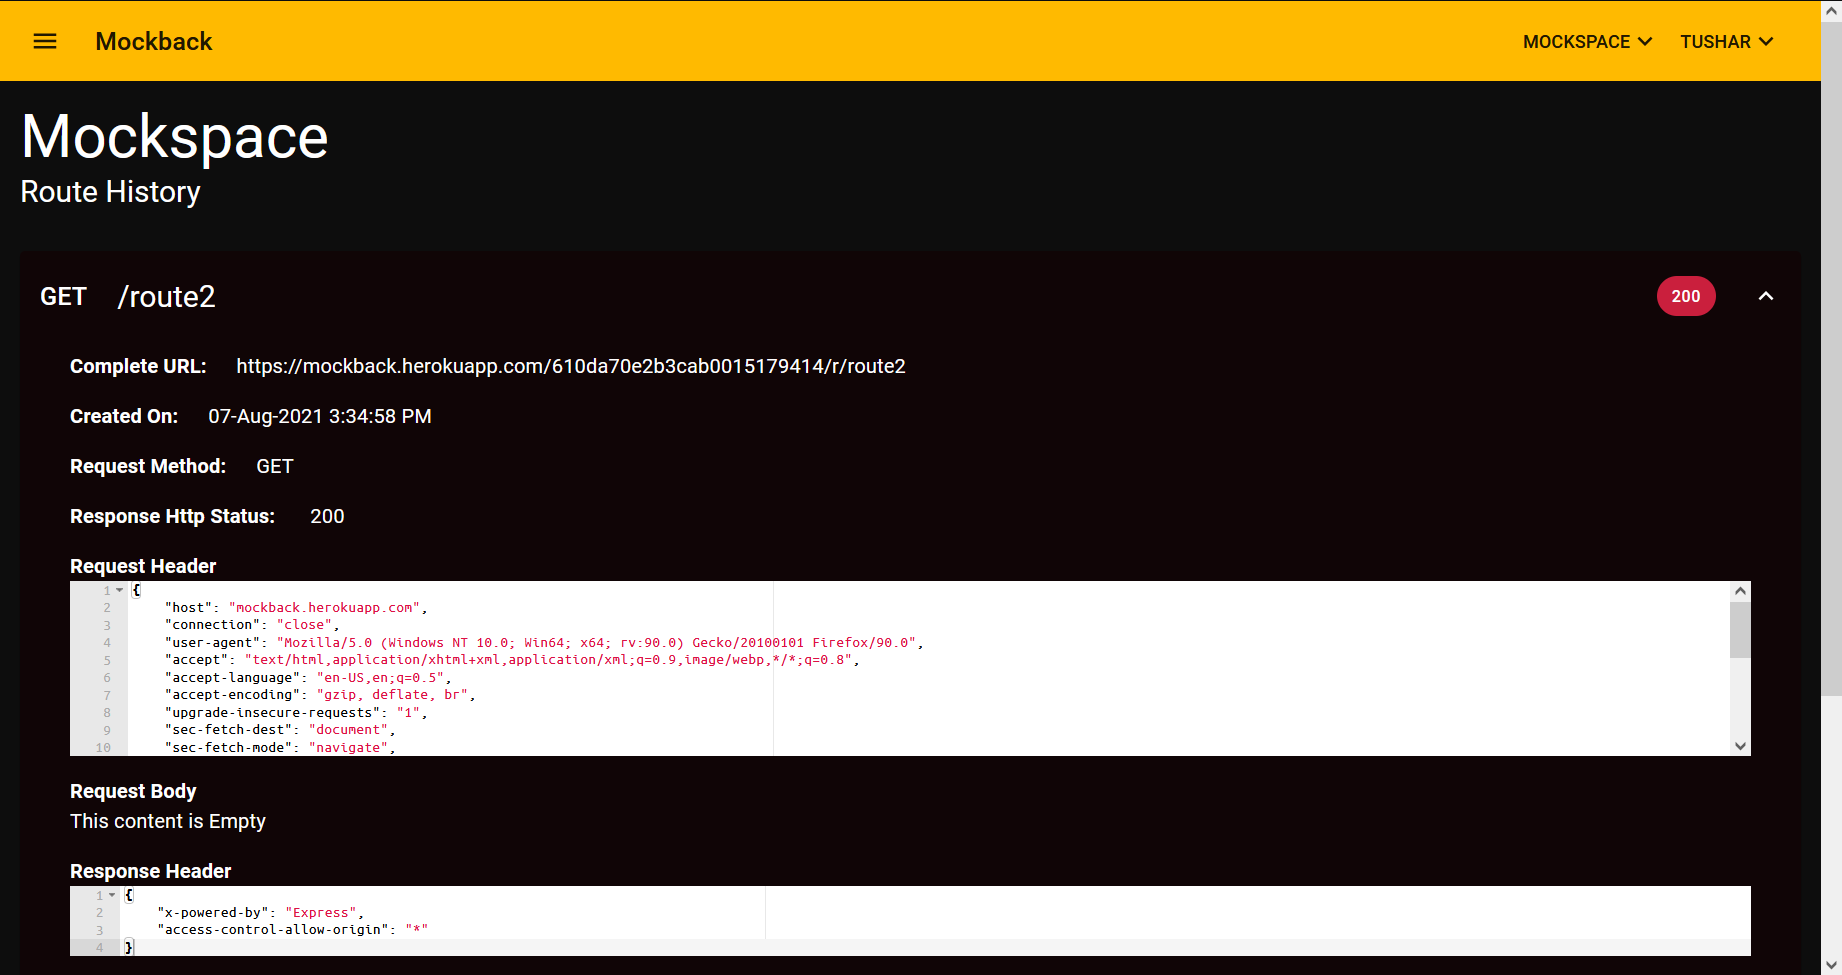 Mockback
MOCKSPACE
TUSHAR
Mockspace
Route History
GET /route2
200
Complete URL: https://mockback.herokuapp.com/610da70e2b3cab0015179414/r/route2
Created On: 07-Aug-2021 3:34:58 PM
Request Method: GET
Response Http Status: 200
Request Header
1 {
2 "host": "mockback.herokuapp.com",
3 "connection": "close",
4 "user-agent": "Mozilla/5.0 (Windows NT 10.0; Win64; x64; rv:90.0) Gecko/20100101 Firefox/90.0",
5 "accept": "text/html,application/xhtml+xml,application/xml;q=0.9,image/webp,*/*;q=0.8",
6 "accept-language": "en-US,en;q=0.5",
7 "accept-encoding": "gzip, deflate, br",
8 "upgrade-insecure-requests": "1",
9 "sec-fetch-dest": "document",
10 "sec-fetch-mode": "navigate",
Request Body
This content is Empty
Response Header
1 {
2 "x-powered-by": "Express",
3 "access-control-allow-origin": "*"
4 }